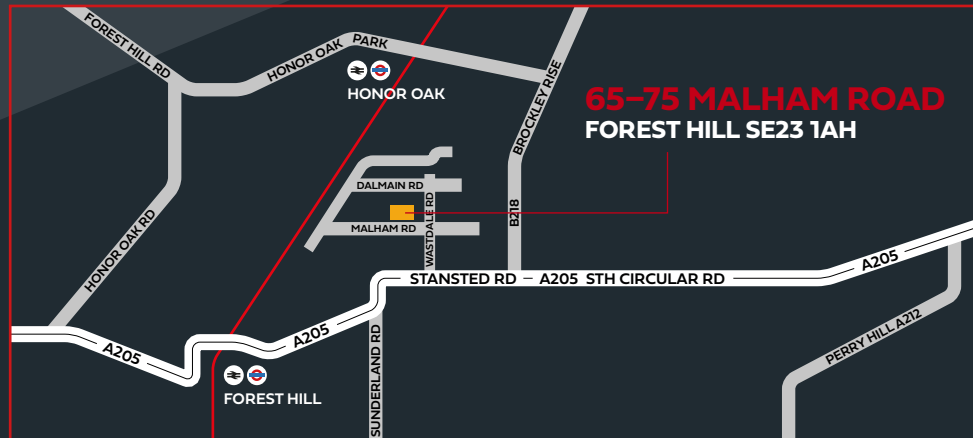 FOREST HILL RD
HONOR OAK PARK
HONOR OAK
BROCKLEY RISE
65–75 MALHAM ROAD
FOREST HILL SE23 1AH
DALMAIN RD
WASTDALE RD
MALHAM RD
B218
HONOR OAK RD
STANSTED RD – A205 STH CIRCULAR RD
A205
A205
A205
PERRY HILL A212
SUNDERLAND RD
FOREST HILL